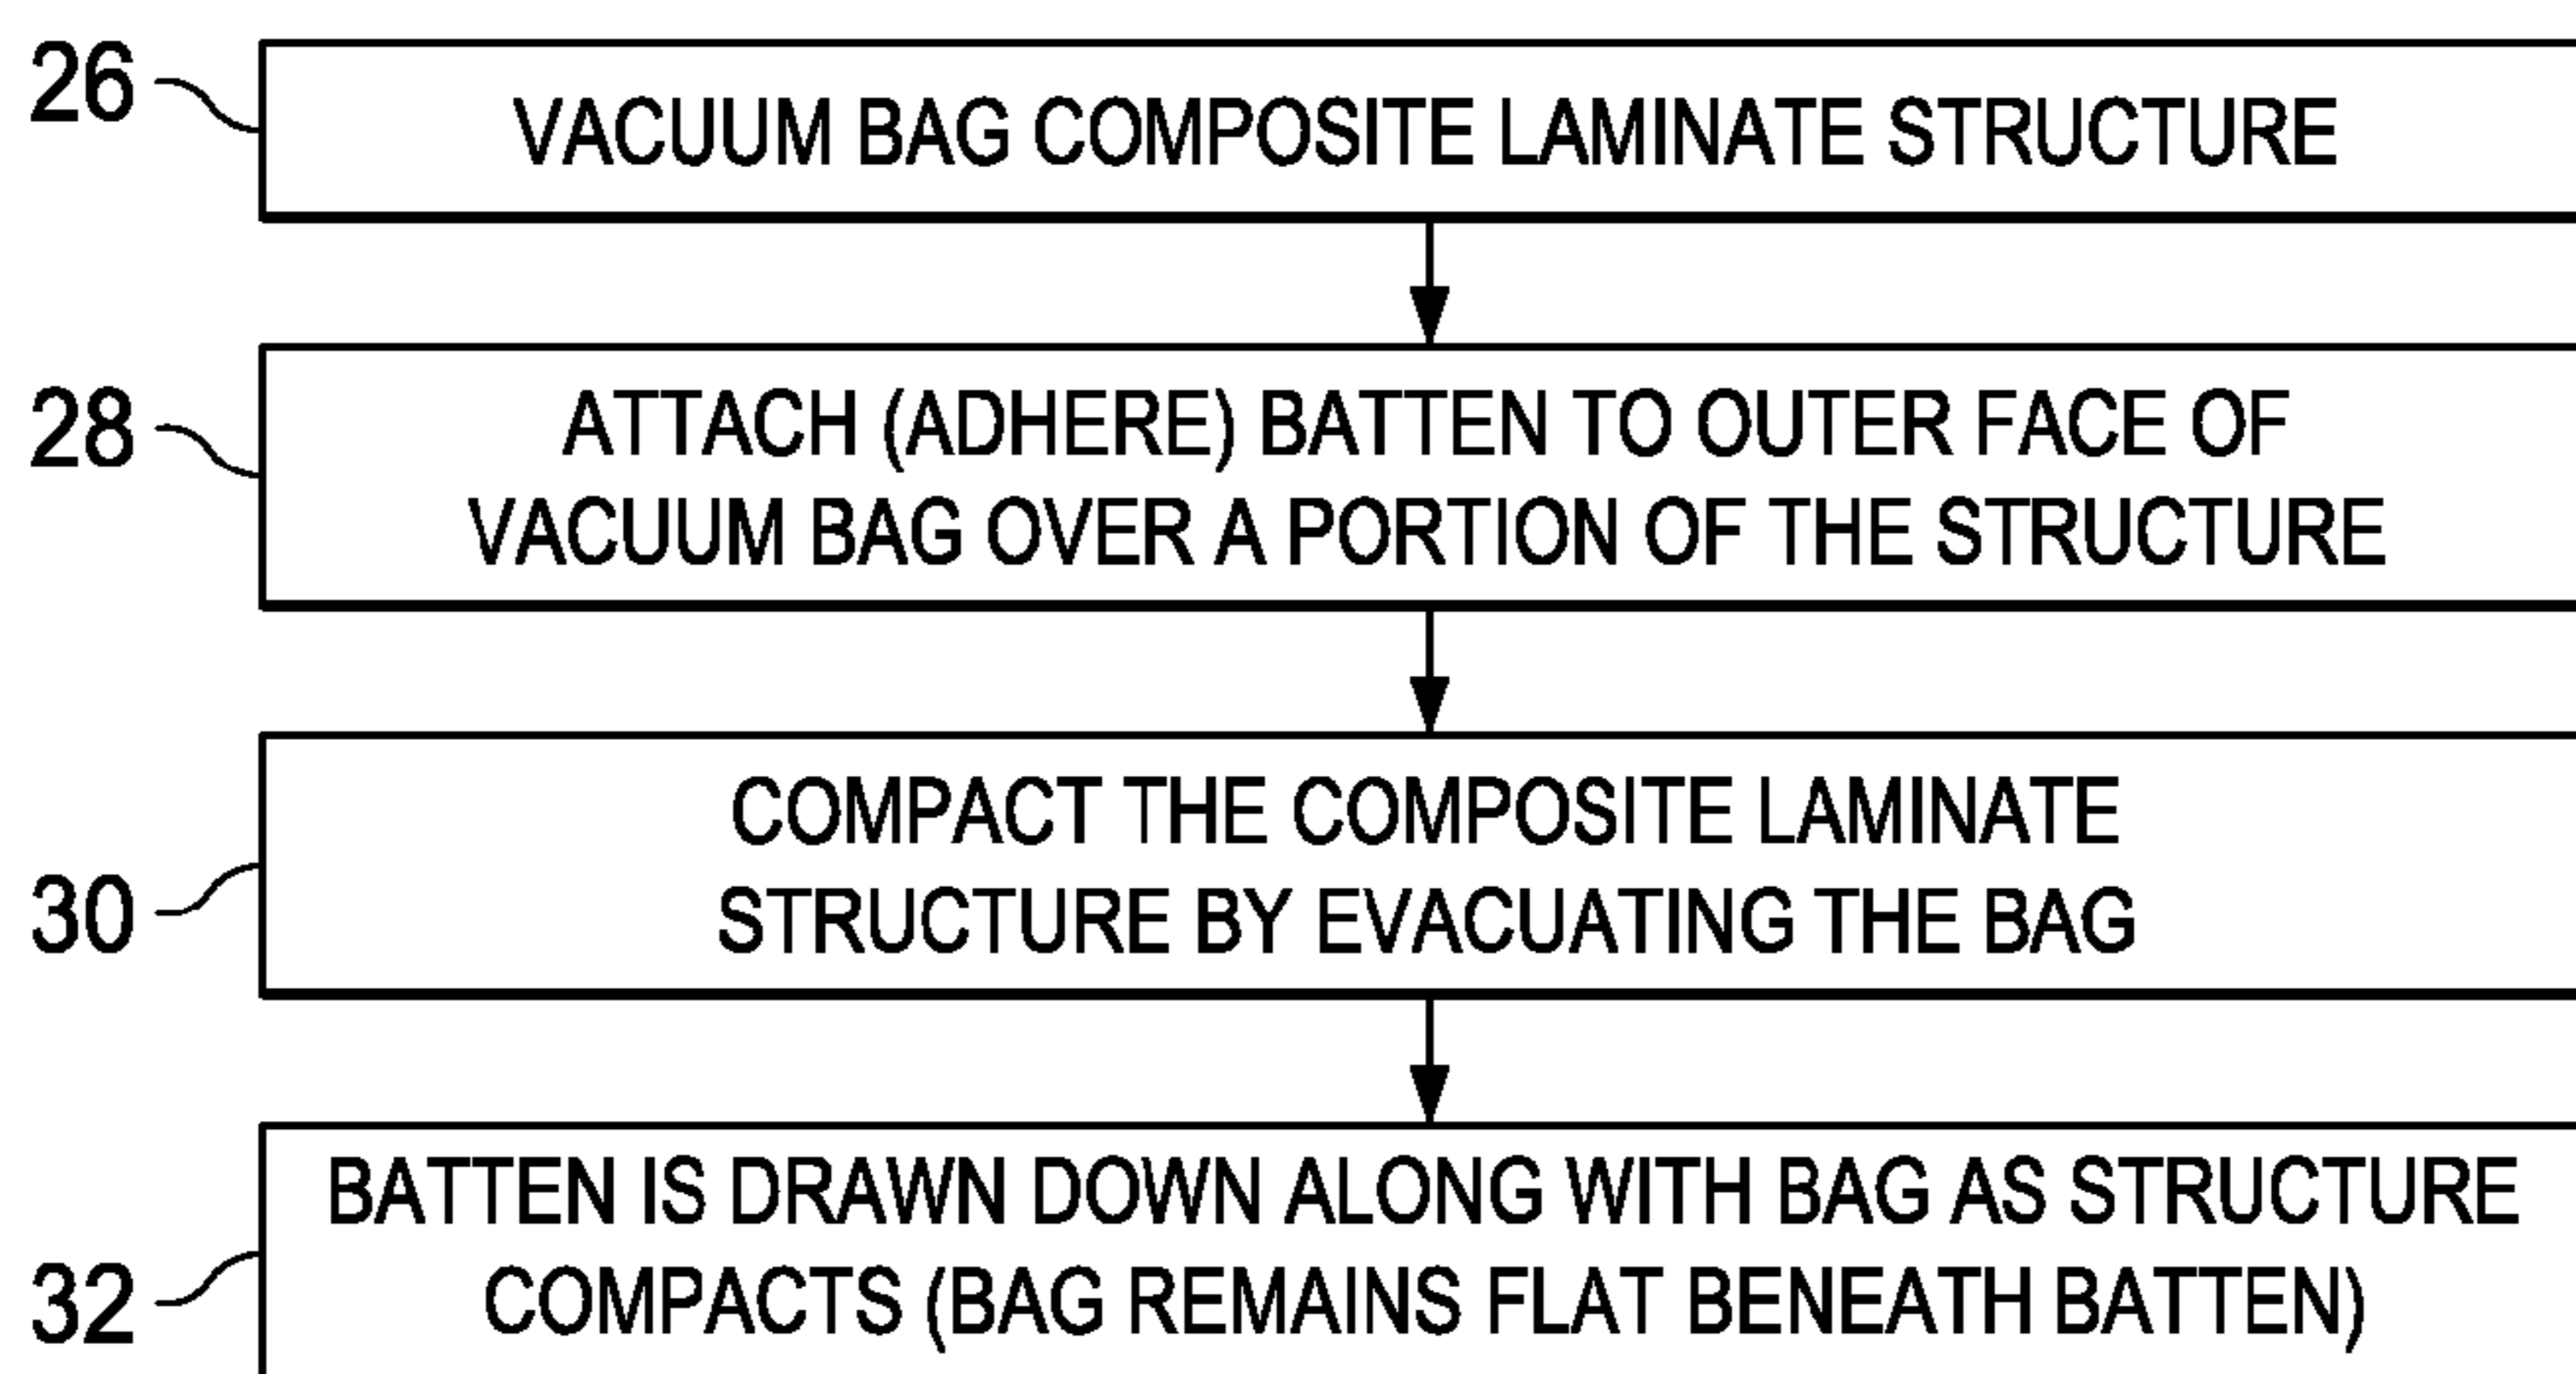 26
VACUUM BAG COMPOSITE LAMINATE STRUCTURE
28
ATTACH (ADHERE) BATTEN TO OUTER FACE OF
VACUUM BAG OVER A PORTION OF THE STRUCTURE
30
COMPACT THE COMPOSITE LAMINATE
STRUCTURE BY EVACUATING THE BAG
32
BATTEN IS DRAWN DOWN ALONG WITH BAG AS STRUCTURE
COMPACTS (BAG REMAINS FLAT BENEATH BATTEN)